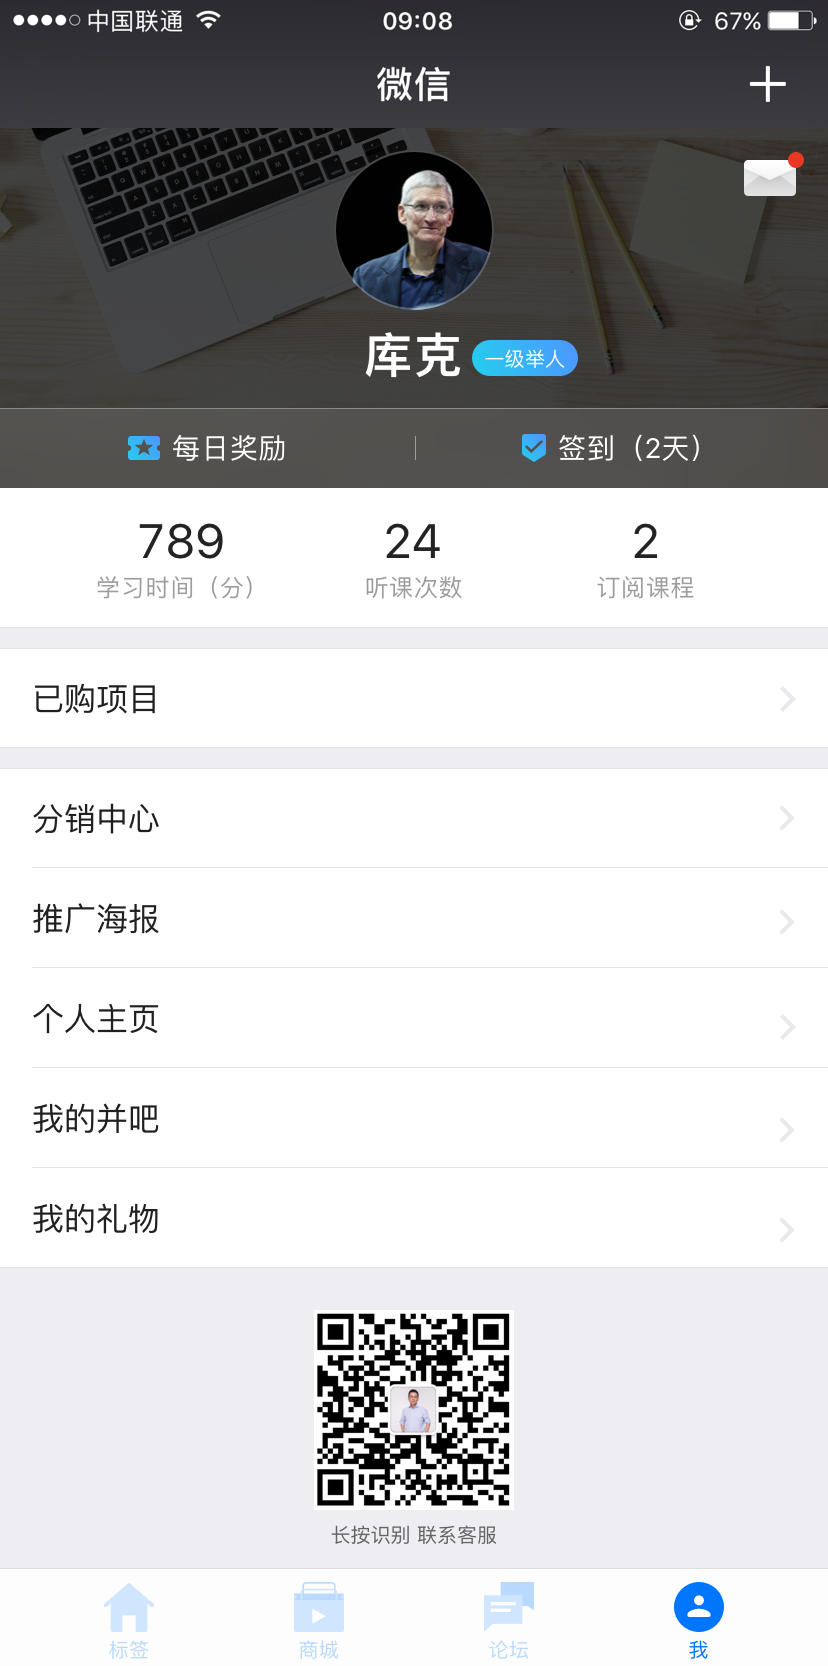 中国联通 09:08 67%
微信
库克 一级举人
每日奖励 签到（2天）
789 24 2
学习时间（分） 听课次数 订阅课程
已购项目
分销中心
推广海报
个人主页
我的并吧
我的礼物
长按识别 联系客服
标签 商城 论坛 我